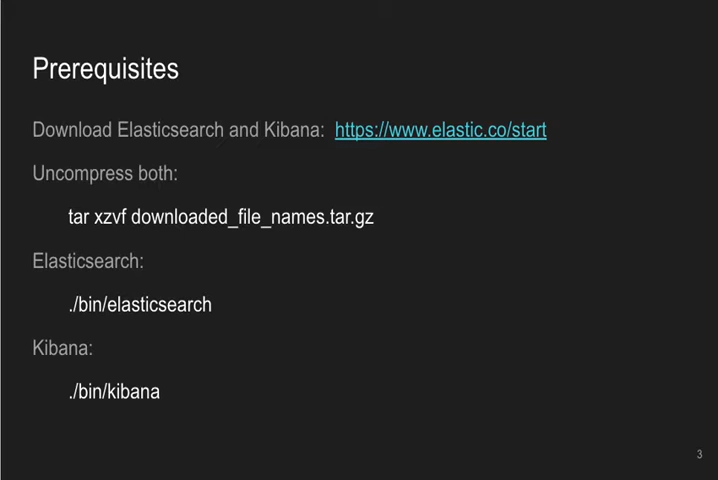 Prerequisites
Download Elasticsearch and Kibana: https://www.elastic.co/start
Uncompress both:
tar xzvf downloaded_file_names.tar.gz
Elasticsearch:
./bin/elasticsearch
Kibana:
./bin/kibana
3